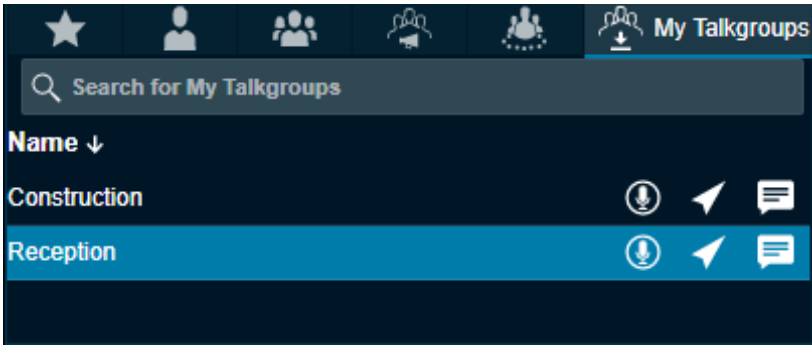 My Talkgroups
Search for My Talkgroups
Name ↓
Construction
Reception